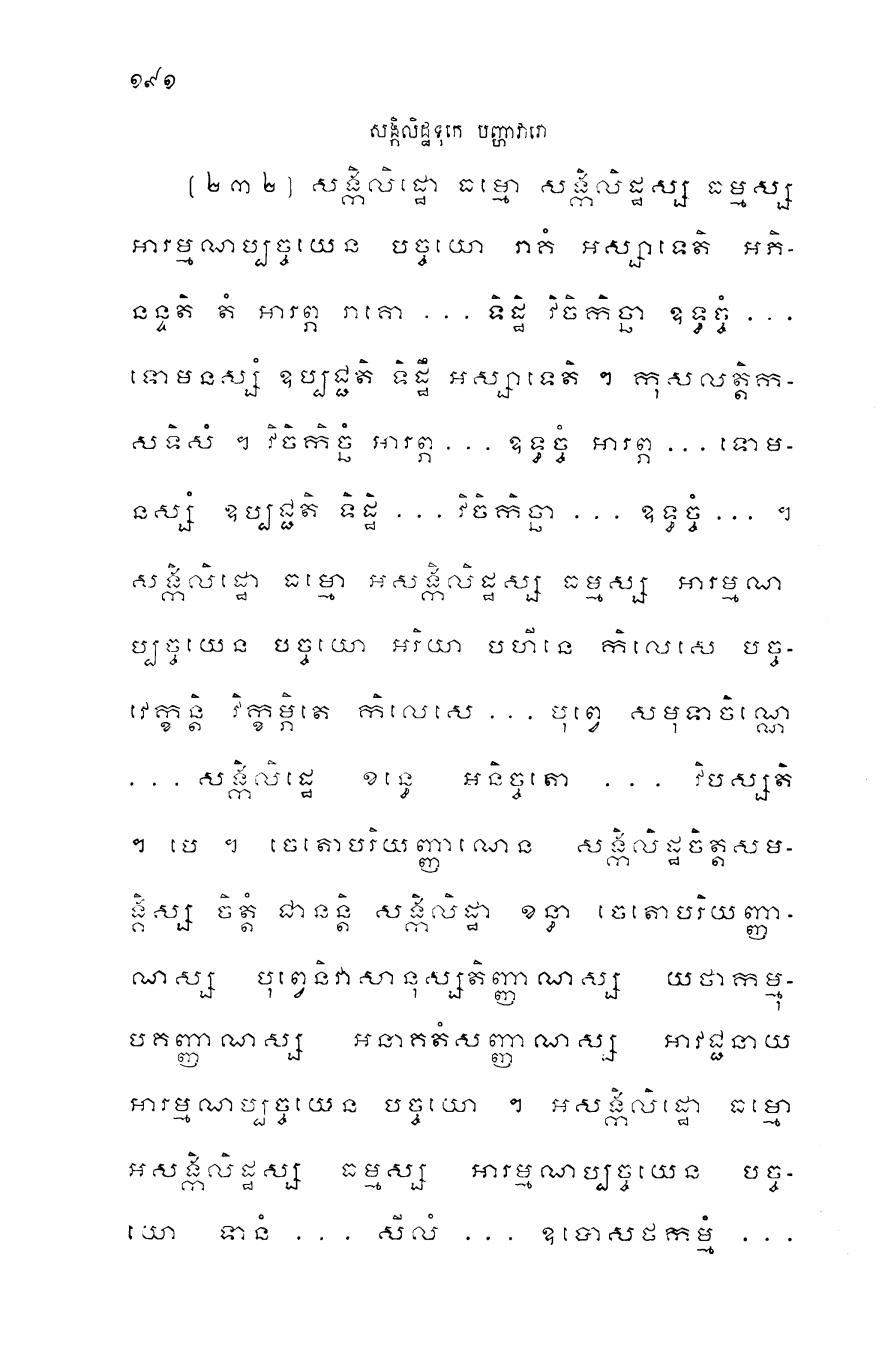 ១៩១
សង្កិលិដ្ឋទុកេ បញ្ហាវារោ
(២៣២) សង្កិលិដ្ឋោ ធម្មោ សង្កិលិដ្ឋស្ស ធម្មស្ស
អារម្មណប្បច្ចយេន បច្ចយោ រាគំ អស្សាទេតិ អភិ-
នន្ទតិ តំ អារព្ភ រាគោ ... ទិដ្ឋិ វិចិកិច្ឆា ឧទ្ធច្ចំ ...
ទោមនស្សំ ឧប្បជ្ជតិ ទិដ្ឋឹ អស្សាទេតិ ។ កុសលត្តិក-
សទិសំ ។ វិចិកិច្ឆំ អារព្ភ ... ឧទ្ធច្ចំ អារព្ភ ... ទោម-
នស្សំ ឧប្បជ្ជតិ ទិដ្ឋិ ... វិចិកិច្ឆា ... ឧទ្ធច្ចំ ... ។
សង្កិលិដ្ឋោ ធម្មោ អសង្កិលិដ្ឋស្ស ធម្មស្ស អារម្មណ
ប្បច្ចយេន បច្ចយោ អរិយា បហីនេ កិលេសេ បច្ច-
វេក្ខន្តិ វិក្ខម្ភិតេ កិលេសេ ... បុព្វេ សមុទាចិណ្ណេ
... សង្កិលិដ្ឋេ ខន្ធេ អនិច្ចតោ ... វិបស្សតិ
។ បេ ។ ចេតោបរិយញ្ញាណេន សង្កិលិដ្ឋចិត្តសម-
ង្គិស្ស ចិត្តំ ជានន្តិ សង្កិលិដ្ឋា ខន្ធា ចេតោបរិយញ្ញា-
ណស្ស បុព្វេនិវាសានុស្សតិញ្ញាណស្ស យថាកម្មុ-
បគញ្ញាណស្ស អនាគតំសញ្ញាណស្ស អាវជ្ជនាយ
អារម្មណប្បច្ចយេន បច្ចយោ ។ អសង្កិលិដ្ឋោ ធម្មោ
អសង្កិលិដ្ឋស្ស ធម្មស្ស អារម្មណប្បច្ចយេន បច្ច-
យោ ទានំ ... សីលំ ... ឧបោសថកម្មំ ...